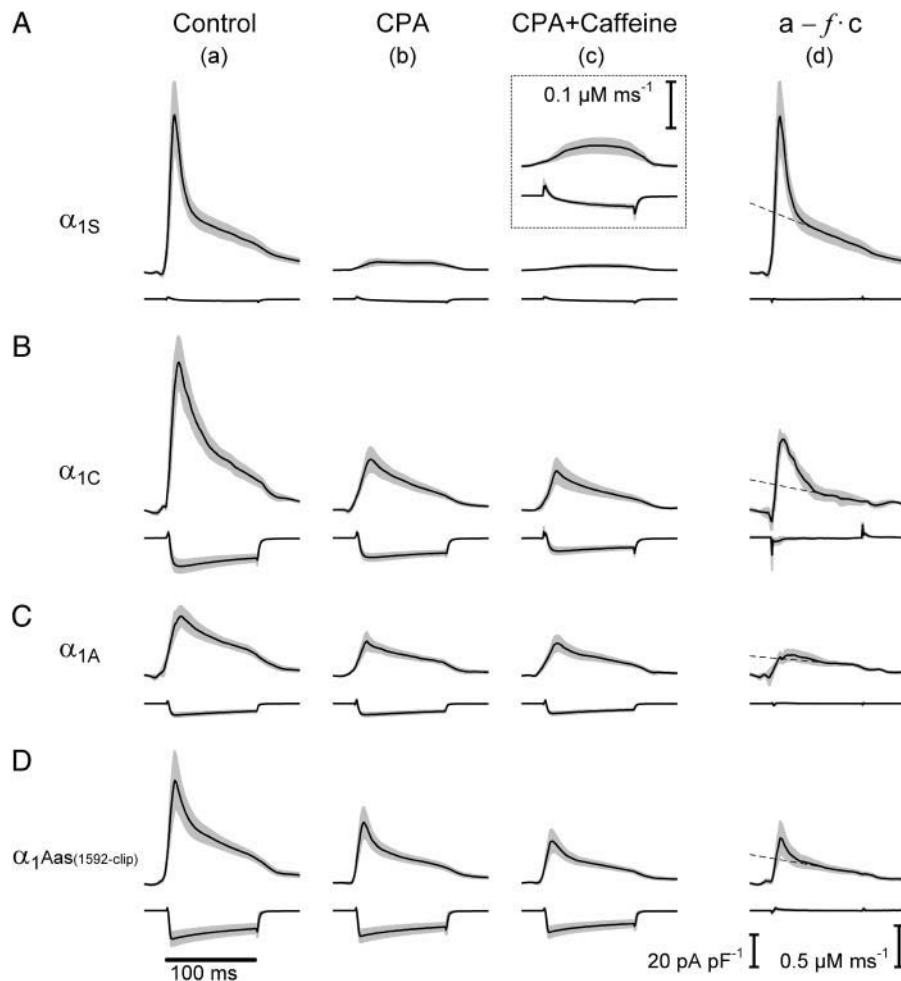 A Control CPA CPA+Caffeine a – f · c
(a) (b) (c) (d)
0.1 µM ms⁻¹
α1S
B
α1C
C
α1A
D
α1Aas(1592-clip)
20 pA pF⁻¹ 0.5 µM ms⁻¹
100 ms